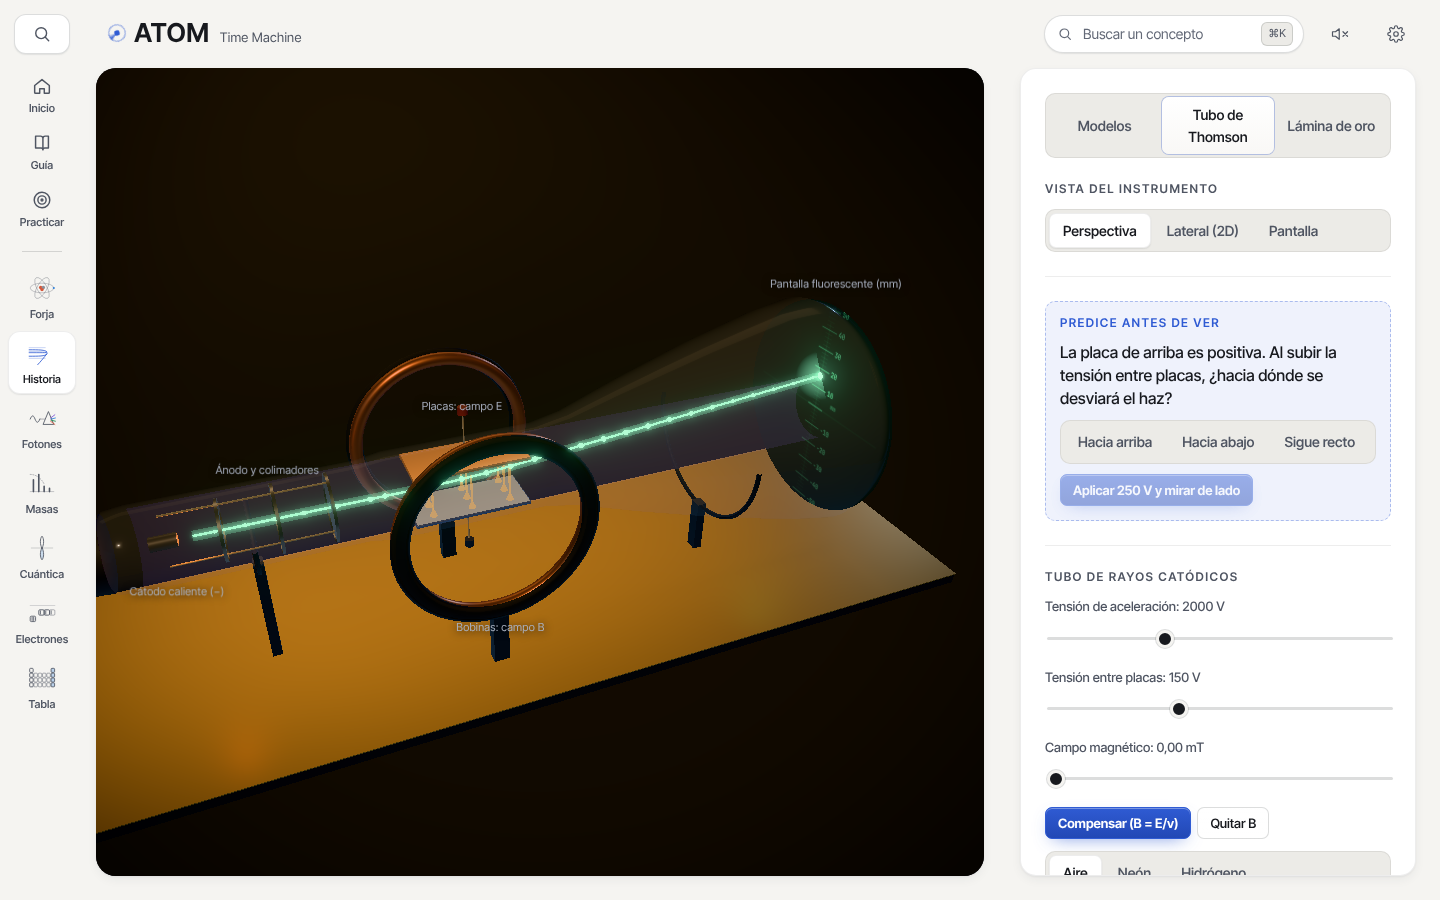 ATOM Time Machine
Buscar un concepto ⌘K
Inicio
Guía
Practicar
Forja
Historia
Fotones
Masas
Cuántica
Electrones
Tabla
Pantalla fluorescente (mm)
Placas: campo E
Ánodo y colimadores
Cátodo caliente (−)
Bobinas: campo B
Modelos
Tubo de
Thomson
Lámina de oro
VISTA DEL INSTRUMENTO
Perspectiva Lateral (2D) Pantalla
PREDICE ANTES DE VER
La placa de arriba es positiva. Al subir la
tensión entre placas, ¿hacia dónde se
desviará el haz?
Hacia arriba Hacia abajo Sigue recto
Aplicar 250 V y mirar de lado
TUBO DE RAYOS CATÓDICOS
Tensión de aceleración: 2000 V
Tensión entre placas: 150 V
Campo magnético: 0,00 mT
Compensar (B = E/v) Quitar B
Aire Neón Hidrógeno